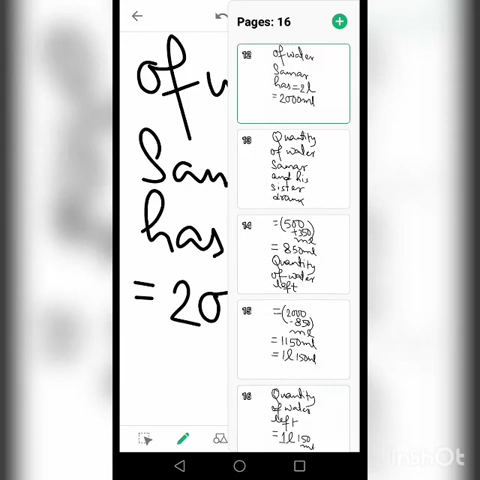 Pages: 16
of w
San
has
= 20
12
of water
Samar
has = 2l
= 2000ml
13
Quantity
of water
Samar
and his
sister
drank
14
= (500
+350)
ml
= 850ml
Quantity
of water
left
15
= (2000
-850)
ml
= 1150ml
= 1l 150ml
16
Quantity
of water
left
= 1l 150
ml
inShOt